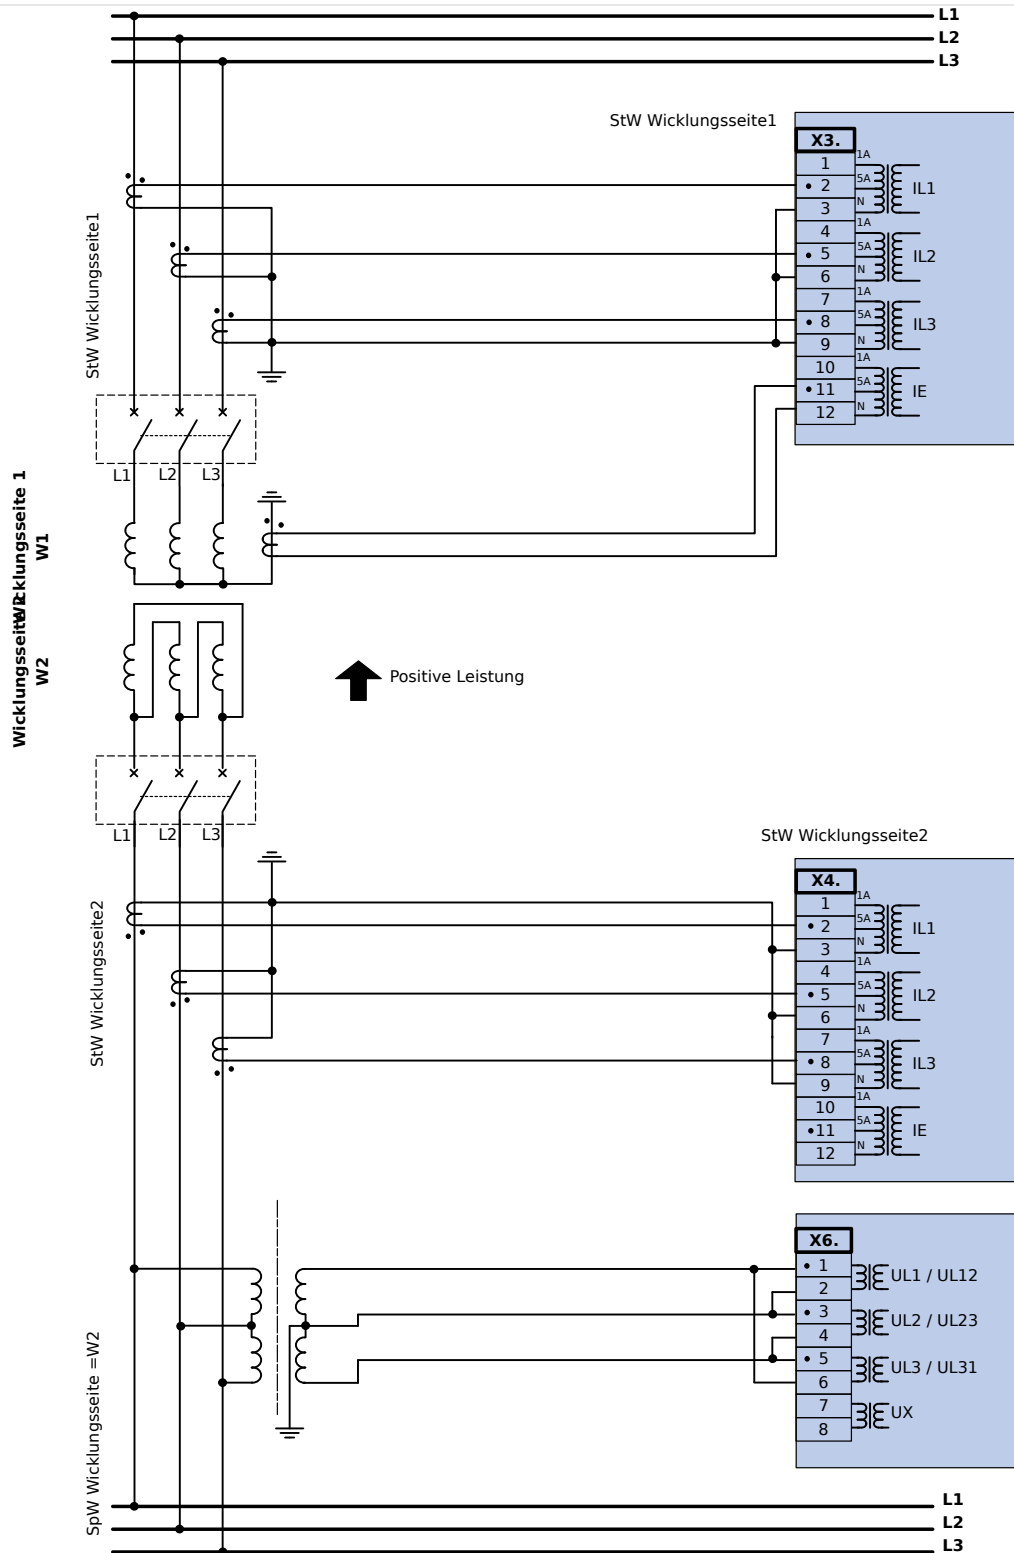 L1
L2
L3
StW Wicklungsseite1
X3.
1
2
3
4
5
6
7
8
9
10
11
12
1A
5A
N
IL1
1A
5A
N
IL2
1A
5A
N
IL3
1A
5A
N
IE
StW Wicklungsseite1
L1
L2
L3
Wicklungsseite 1
W1
Wicklungsseite
W2
Positive Leistung
L1
L2
L3
StW Wicklungsseite2
StW Wicklungsseite2
X4.
1
2
3
4
5
6
7
8
9
10
11
12
1A
5A
N
IL1
1A
5A
N
IL2
1A
5A
N
IL3
1A
5A
N
IE
X6.
1
2
3
4
5
6
7
8
UL1 / UL12
UL2 / UL23
UL3 / UL31
UX
SpW Wicklungsseite =W2
L1
L2
L3